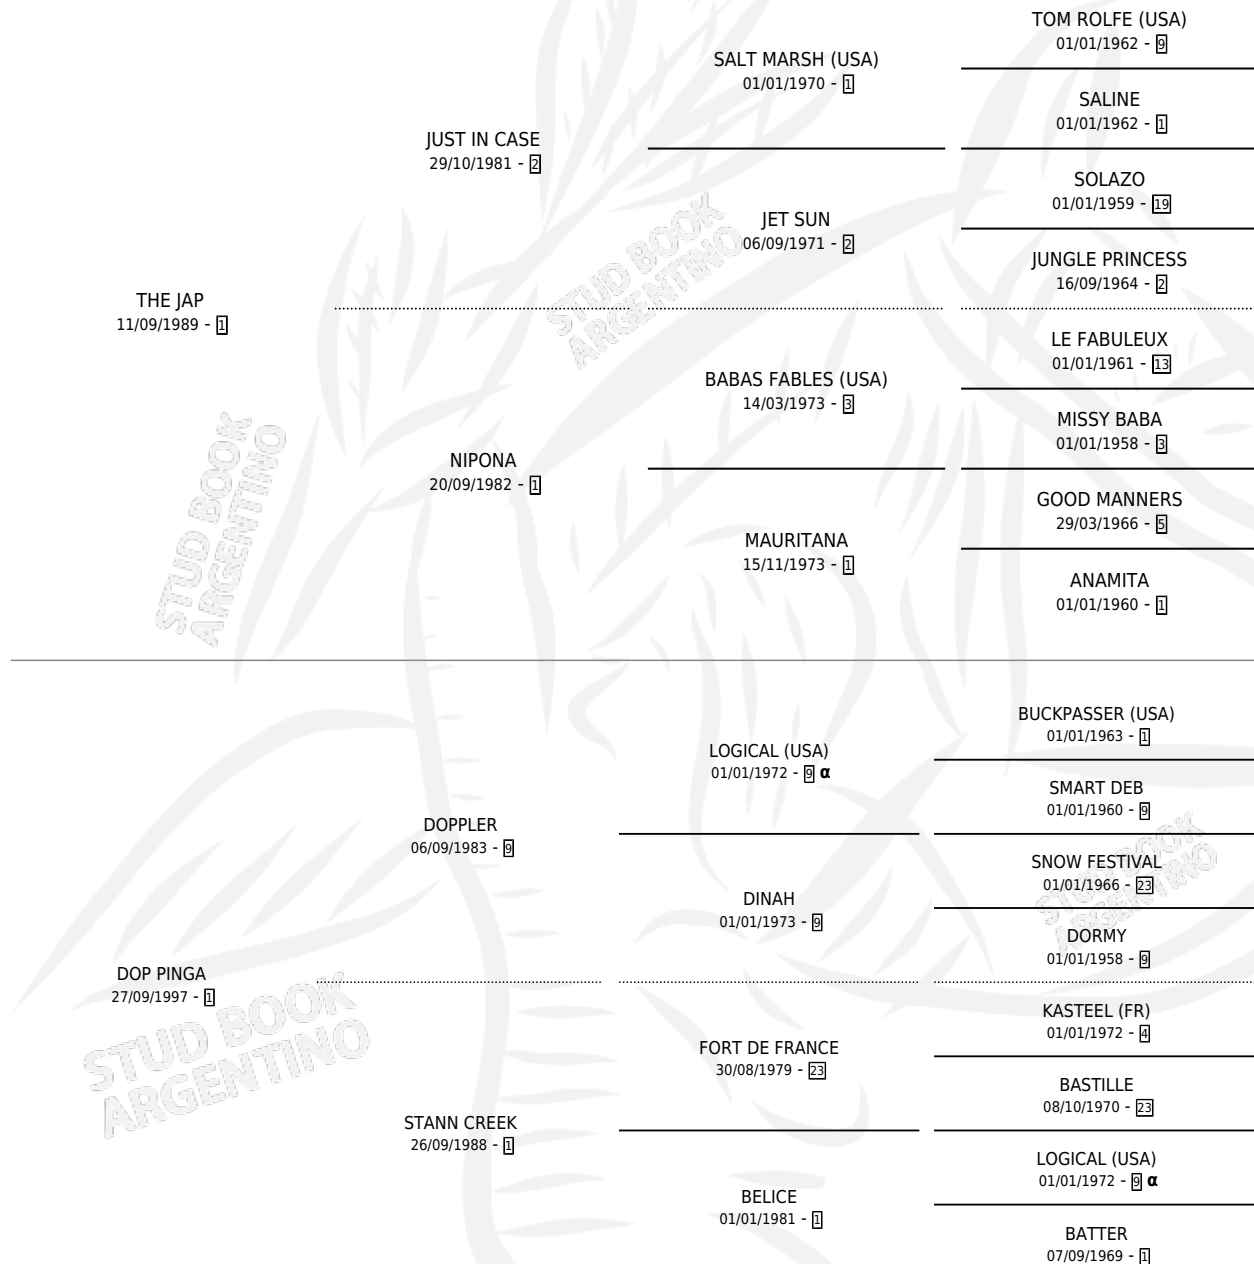 TOM ROLFE (USA)
01/01/1962 - 9
SALT MARSH (USA)
01/01/1970 - 1
SALINE
01/01/1962 - 1
JUST IN CASE
29/10/1981 - 2
SOLAZO
01/01/1959 - 19
JET SUN
06/09/1971 - 2
JUNGLE PRINCESS
16/09/1964 - 2
THE JAP
11/09/1989 - 1
LE FABULEUX
01/01/1961 - 13
BABAS FABLES (USA)
14/03/1973 - 3
MISSY BABA
01/01/1958 - 3
NIPONA
20/09/1982 - 1
GOOD MANNERS
29/03/1966 - 5
MAURITANA
15/11/1973 - 1
ANAMITA
01/01/1960 - 1
BUCKPASSER (USA)
01/01/1963 - 1
LOGICAL (USA)
01/01/1972 - 9 α
SMART DEB
01/01/1960 - 9
DOPPLER
06/09/1983 - 9
SNOW FESTIVAL
01/01/1966 - 23
DINAH
01/01/1973 - 9
DORMY
01/01/1958 - 9
DOP PINGA
27/09/1997 - 1
KASTEEL (FR)
01/01/1972 - 4
FORT DE FRANCE
30/08/1979 - 23
BASTILLE
08/10/1970 - 23
STANN CREEK
26/09/1988 - 1
LOGICAL (USA)
01/01/1972 - 9 α
BELICE
01/01/1981 - 1
BATTER
07/09/1969 - 1
STUD BOOK
ARGENTINO
STUD BOOK
ARGENTINO
STUD BOOK
ARGENTINO
STUD BOOK
ARGENTINO